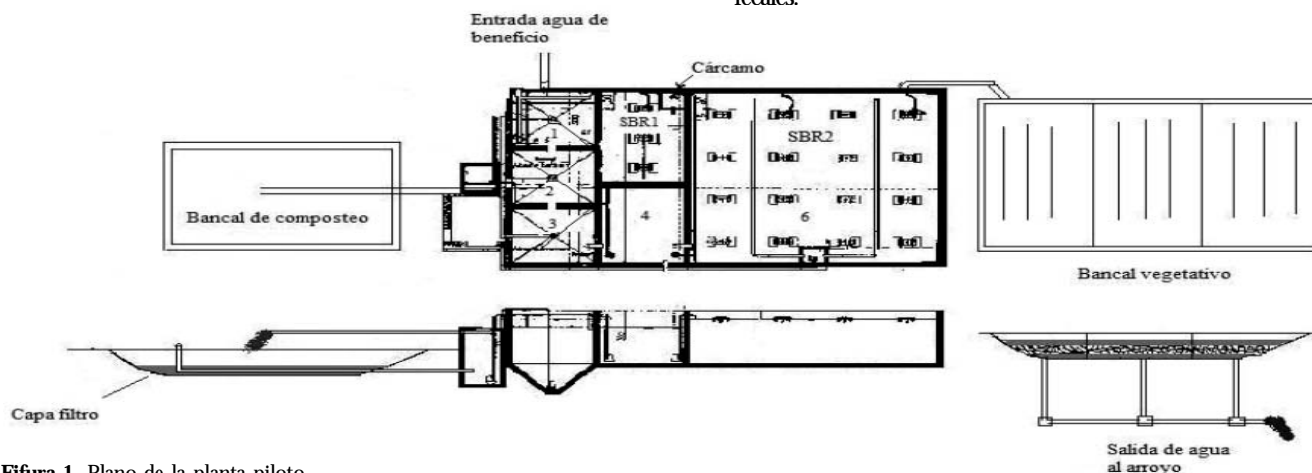 fecales.
Entrada agua de
beneficio
Cárcamo
SBR1
SBR2
1
2
3
4
6
Bancal de composteo
Bancal vegetativo
Capa filtro
Salida de agua
al arroyo
Fifura 1. Plano de la planta piloto